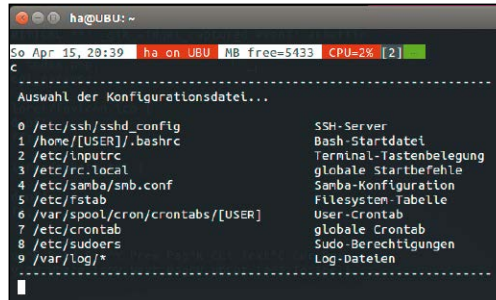 ha@UBU: ~
So Apr 15, 20:39 ha on UBU MB free=5433 CPU=2% [2]
c
Auswahl der Konfigurationsdatei...
0 /etc/ssh/sshd_config SSH-Server
1 /home/[USER]/.bashrc Bash-Startdatei
2 /etc/inputrc Terminal-Tastenbelegung
3 /etc/rc.local globale Startbefehle
4 /etc/samba/smb.conf Samba-Konfiguration
5 /etc/fstab Filesystem-Tabelle
6 /var/spool/cron/crontabs/[USER] User-Crontab
7 /etc/crontab globale Crontab
8 /etc/sudoers Sudo-Berechtigungen
9 /var/log/* Log-Dateien